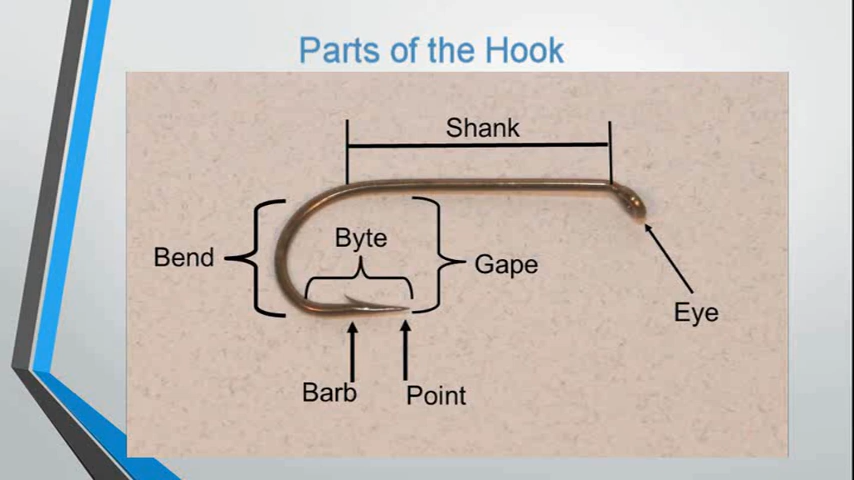 Parts of the Hook
Shank
Byte
Bend
Gape
Eye
Barb
Point